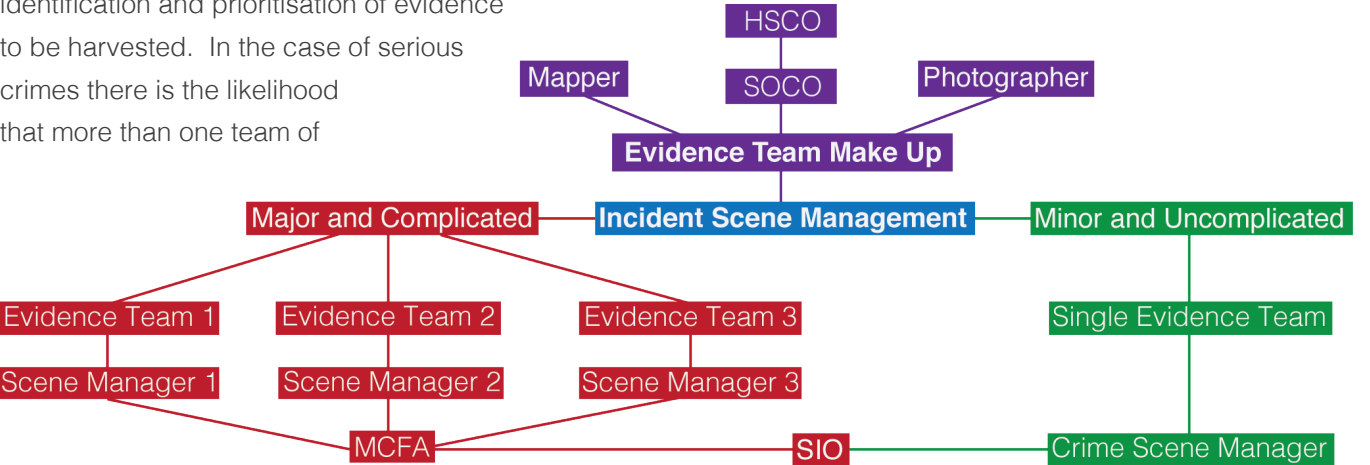 identification and prioritisation of evidence
to be harvested. In the case of serious
crimes there is the likelihood
that more than one team of
HSCO
Mapper
SOCO
Photographer
Evidence Team Make Up
Major and Complicated
Incident Scene Management
Minor and Uncomplicated
Evidence Team 1
Evidence Team 2
Evidence Team 3
Single Evidence Team
Scene Manager 1
Scene Manager 2
Scene Manager 3
MCFA
SIO
Crime Scene Manager